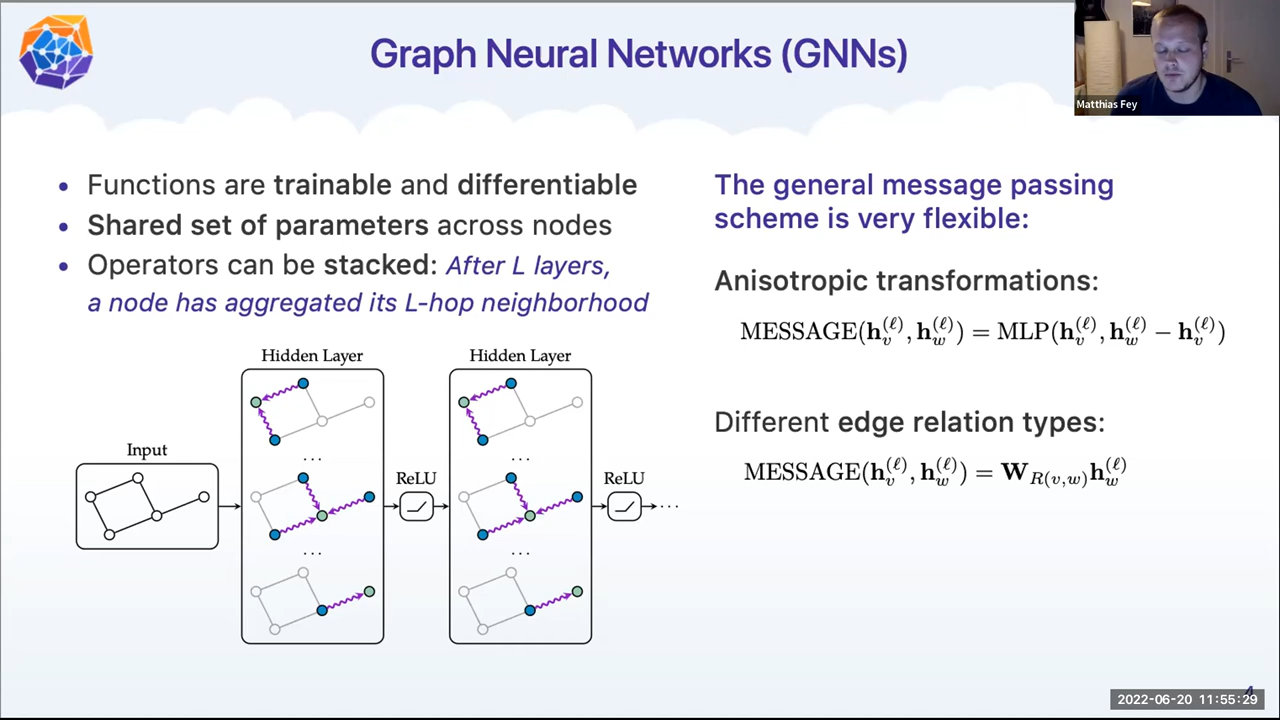 Graph Neural Networks (GNNs)
Matthias Fey
• Functions are trainable and differentiable
• Shared set of parameters across nodes
• Operators can be stacked: After L layers,
a node has aggregated its L-hop neighborhood
Input
Hidden Layer
...
...
ReLU
Hidden Layer
...
...
ReLU
...
The general message passing
scheme is very flexible:
Anisotropic transformations:
MESSAGE(h_v^{(ℓ)}, h_w^{(ℓ)}) = MLP(h_v^{(ℓ)}, h_w^{(ℓ)} − h_v^{(ℓ)})
Different edge relation types:
MESSAGE(h_v^{(ℓ)}, h_w^{(ℓ)}) = W_{R(v,w)} h_w^{(ℓ)}
4
2022-06-20 11:55:29